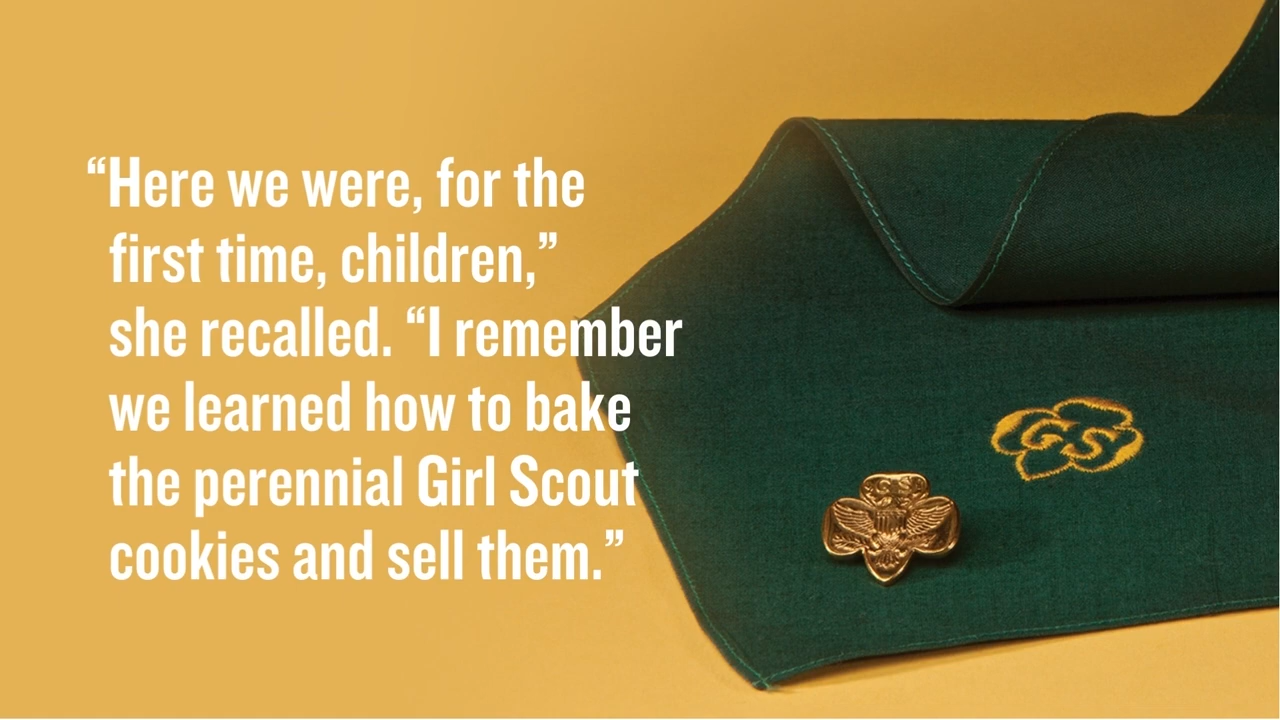 “Here we were, for the
first time, children,”
she recalled. “I remember
we learned how to bake
the perennial Girl Scout
cookies and sell them.”
GS
GS